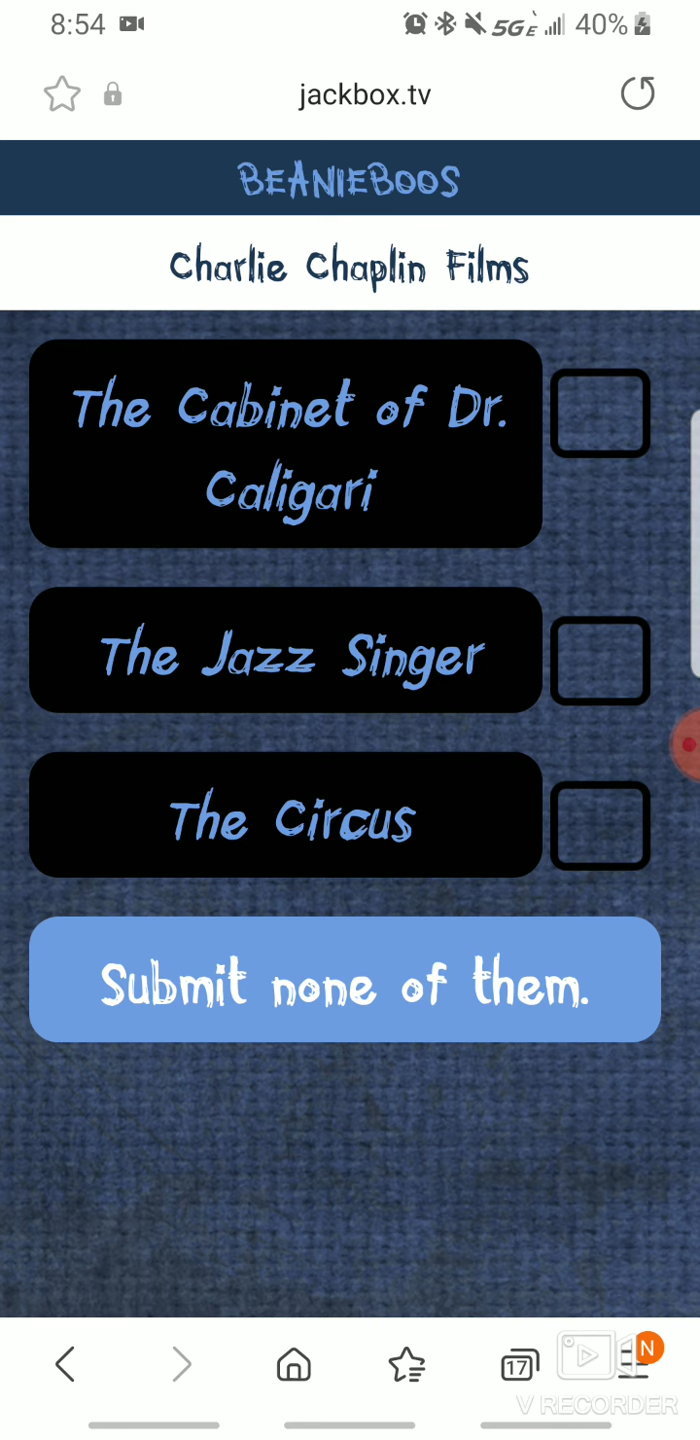 8:54 5GE 40%
jackbox.tv
BEANIEBOOS
Charlie Chaplin Films
The Cabinet of Dr.
Caligari
The Jazz Singer
The Circus
Submit none of them.
17 N
V RECORDER